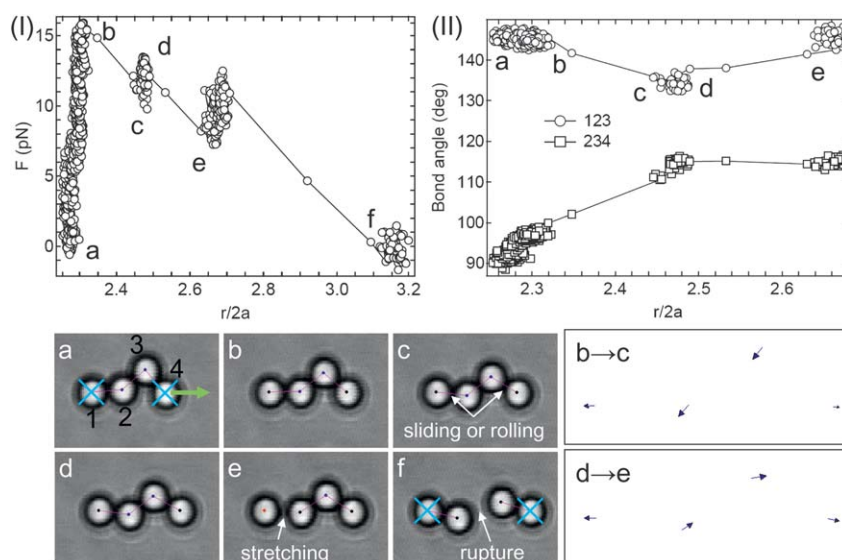 (I)
15
10
5
0
F (pN)
b
d
c
e
f
a
2.4 2.6 2.8 3.0 3.2
r/2a
(II)
150
140
130
120
110
100
90
Bond angle (deg)
a
b
c
d
e
123
234
2.3 2.4 2.5 2.6
r/2a
a
3
4
1
2
b
c
sliding or rolling
b→c
d
e
stretching
f
rupture
d→e